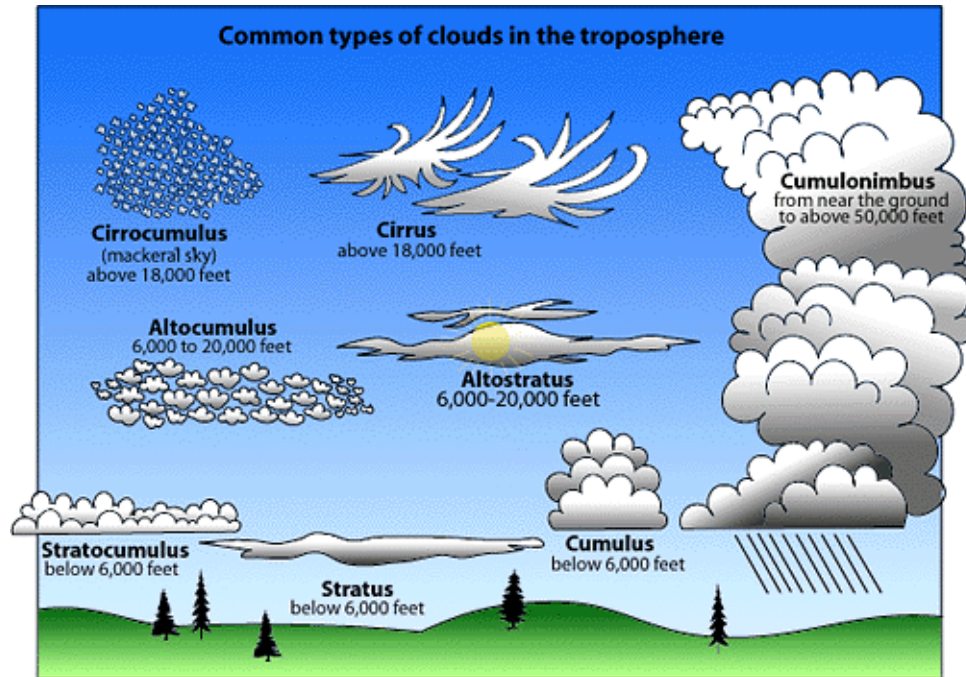 Common types of clouds in the troposphere
Cirrocumulus
(mackeral sky)
above 18,000 feet
Cirrus
above 18,000 feet
Cumulonimbus
from near the ground
to above 50,000 feet
Altocumulus
6,000 to 20,000 feet
Altostratus
6,000-20,000 feet
Stratocumulus
below 6,000 feet
Stratus
below 6,000 feet
Cumulus
below 6,000 feet